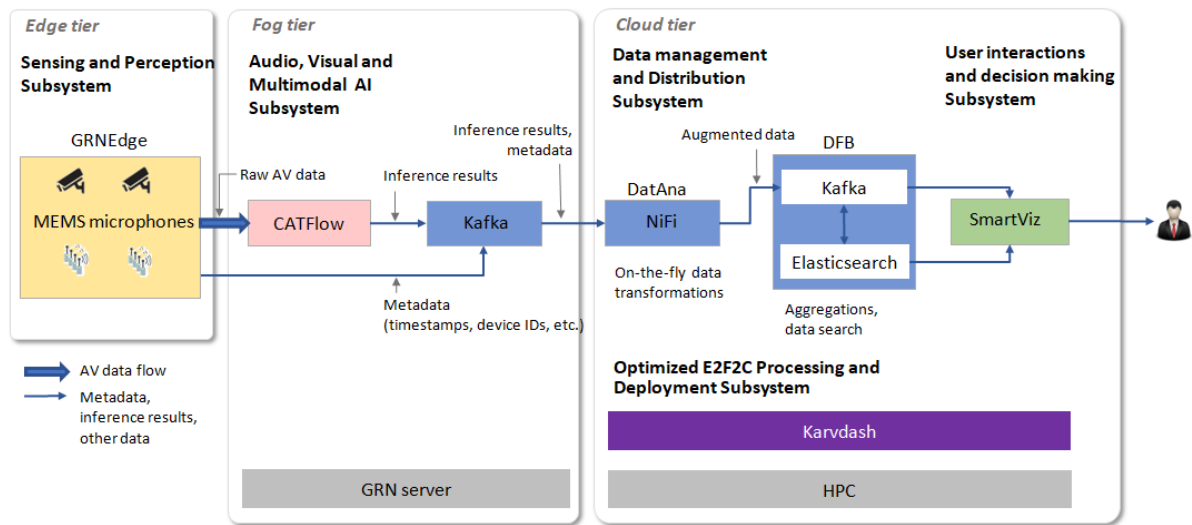 Edge tier
Sensing and Perception
Subsystem
GRNEdge
MEMS microphones
Raw AV data
AV data flow
Metadata,
inference results,
other data
Fog tier
Audio, Visual and
Multimodal AI
Subsystem
Inference results
CATFlow
Kafka
Inference results,
metadata
Metadata
(timestamps, device IDs, etc.)
GRN server
Cloud tier
Data management
and Distribution
Subsystem
User interactions
and decision making
Subsystem
Augmented data
DatAna
NiFi
On-the-fly data
transformations
DFB
Kafka
Elasticsearch
Aggregations,
data search
SmartViz
Optimized E2F2C Processing and
Deployment Subsystem
Karvdash
HPC